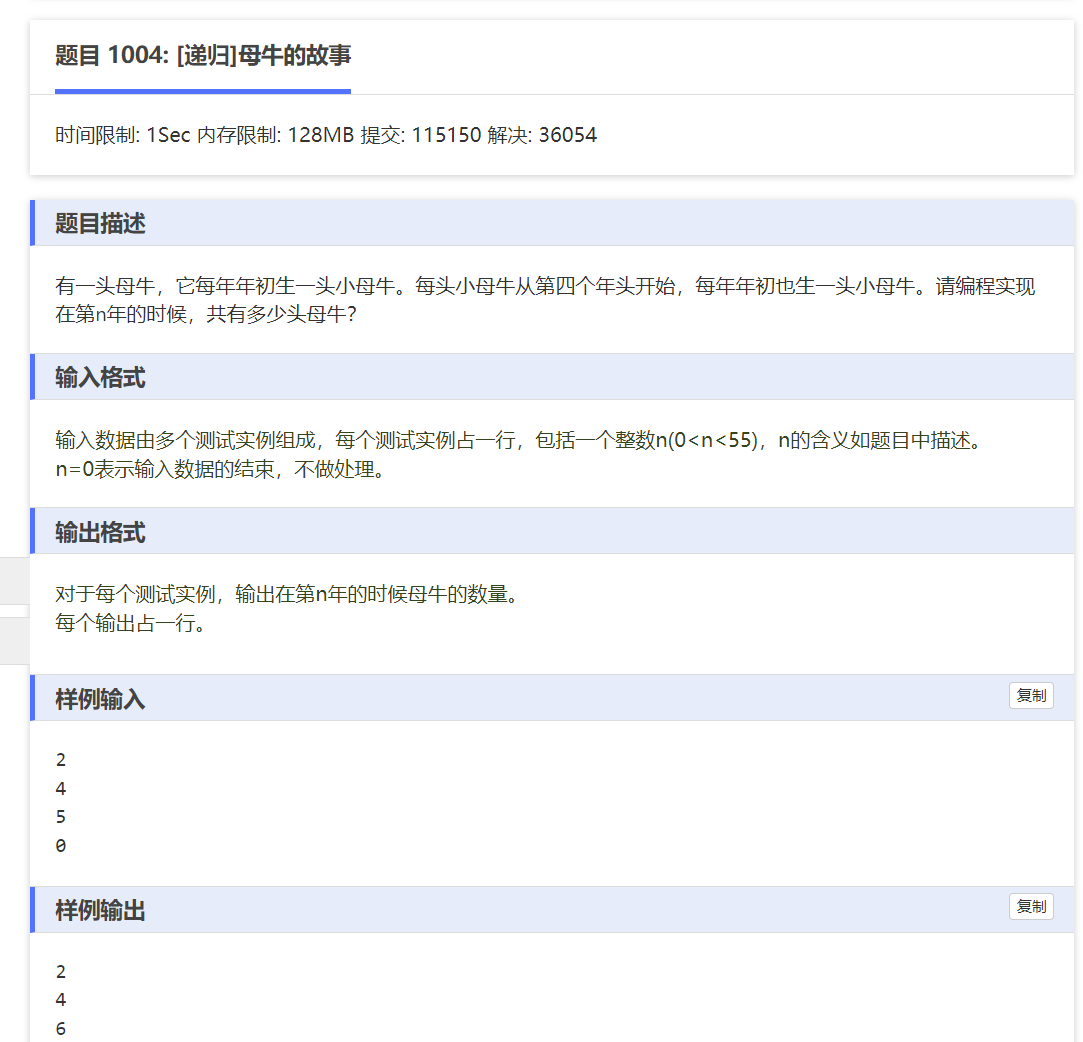 题目 1004: [递归]母牛的故事
时间限制: 1Sec 内存限制: 128MB 提交: 115150 解决: 36054
题目描述
有一头母牛，它每年年初生一头小母牛。每头小母牛从第四个年头开始，每年年初也生一头小母牛。请编程实现
在第n年的时候，共有多少头母牛？
输入格式
输入数据由多个测试实例组成，每个测试实例占一行，包括一个整数n(0<n<55)，n的含义如题目中描述。
n=0表示输入数据的结束，不做处理。
输出格式
对于每个测试实例，输出在第n年的时候母牛的数量。
每个输出占一行。
样例输入
复制
2
4
5
0
样例输出
复制
2
4
6